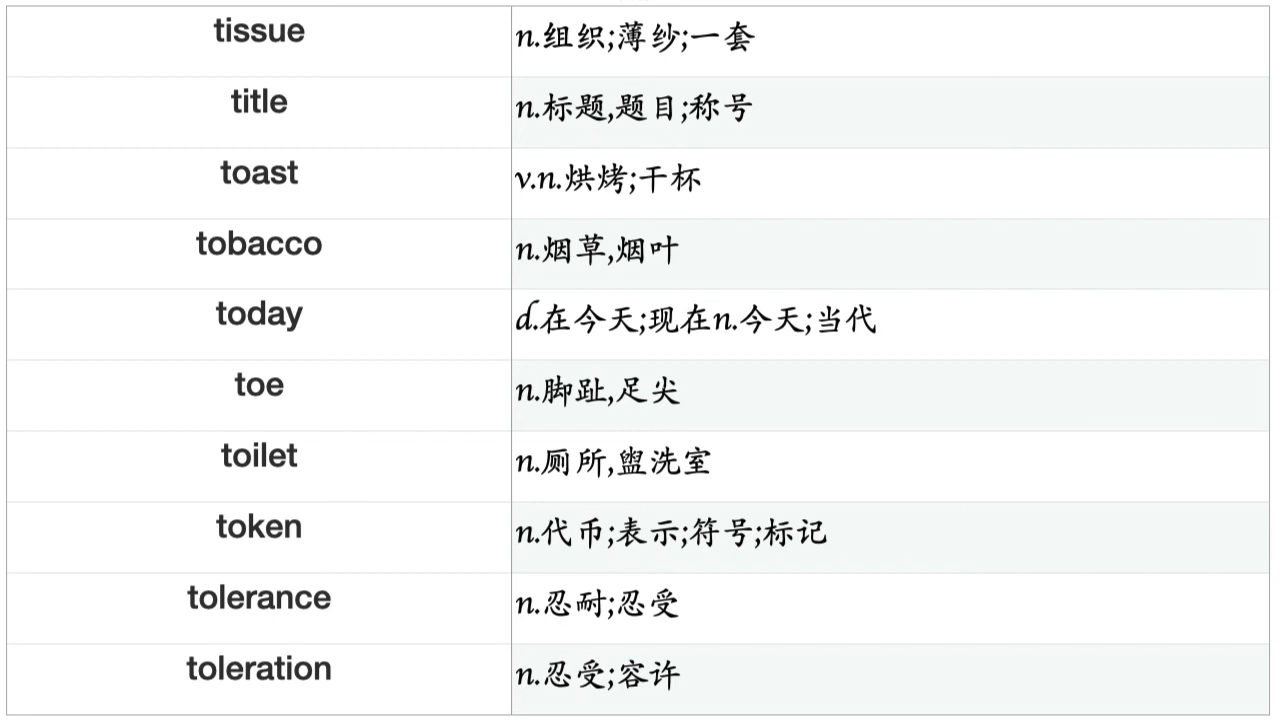 tissue n.组织;薄纱;一套
title n.标题,题目;称号
toast v.n.烘烤;干杯
tobacco n.烟草,烟叶
today d.在今天;现在n.今天;当代
toe n.脚趾,足尖
toilet n.厕所,盥洗室
token n.代币;表示;符号;标记
tolerance n.忍耐;忍受
toleration n.忍受;容许